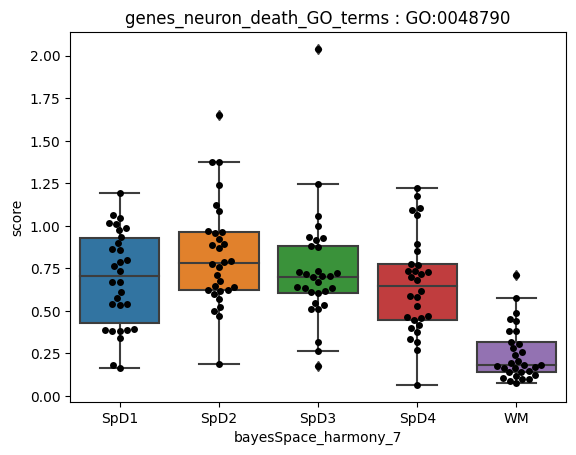 genes_neuron_death_GO_terms : GO:0048790
score
2.00
1.75
1.50
1.25
1.00
0.75
0.50
0.25
0.00
SpD1 SpD2 SpD3 SpD4 WM
bayesSpace_harmony_7